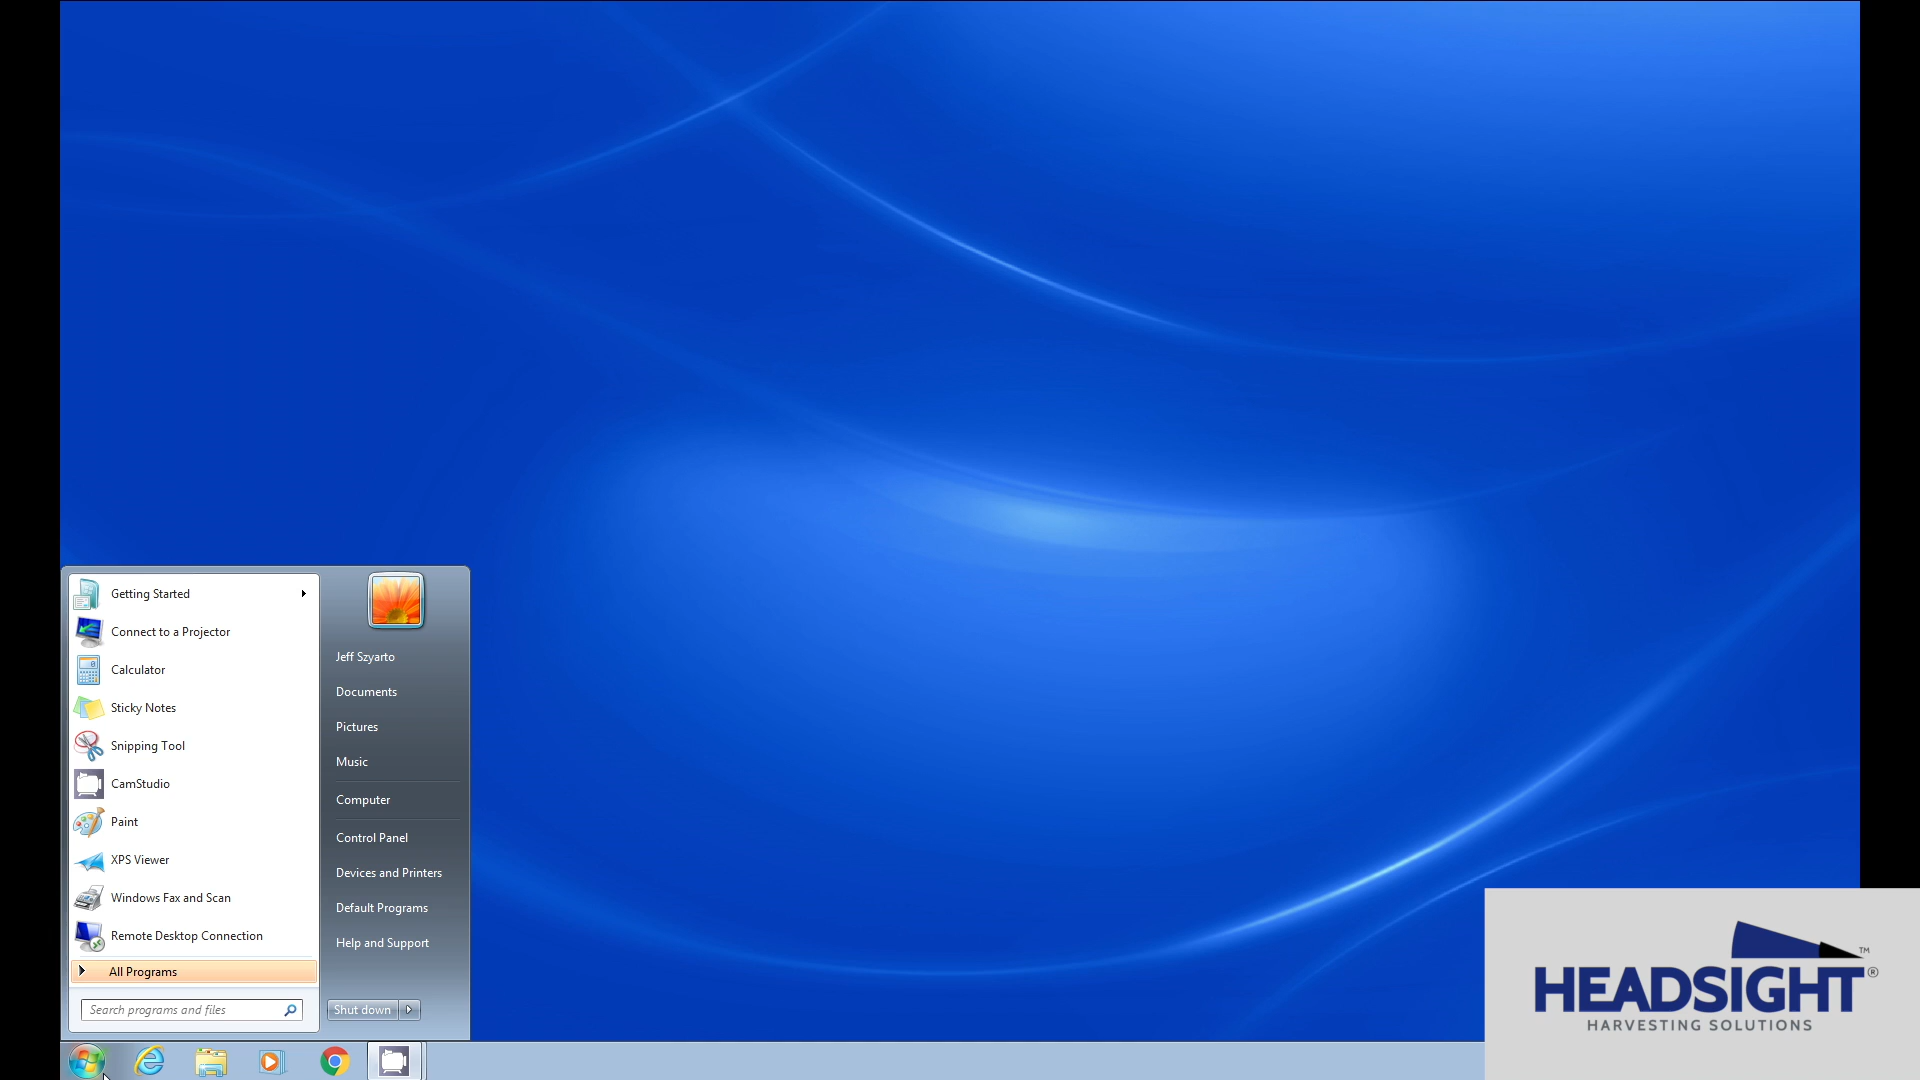 Getting Started
Connect to a Projector
Calculator
Sticky Notes
Snipping Tool
CamStudio
Paint
XPS Viewer
Windows Fax and Scan
Remote Desktop Connection
All Programs
Search programs and files
Jeff Szyarto
Documents
Pictures
Music
Computer
Control Panel
Devices and Printers
Default Programs
Help and Support
Shut down
HEADSIGHT®™
HARVESTING SOLUTIONS